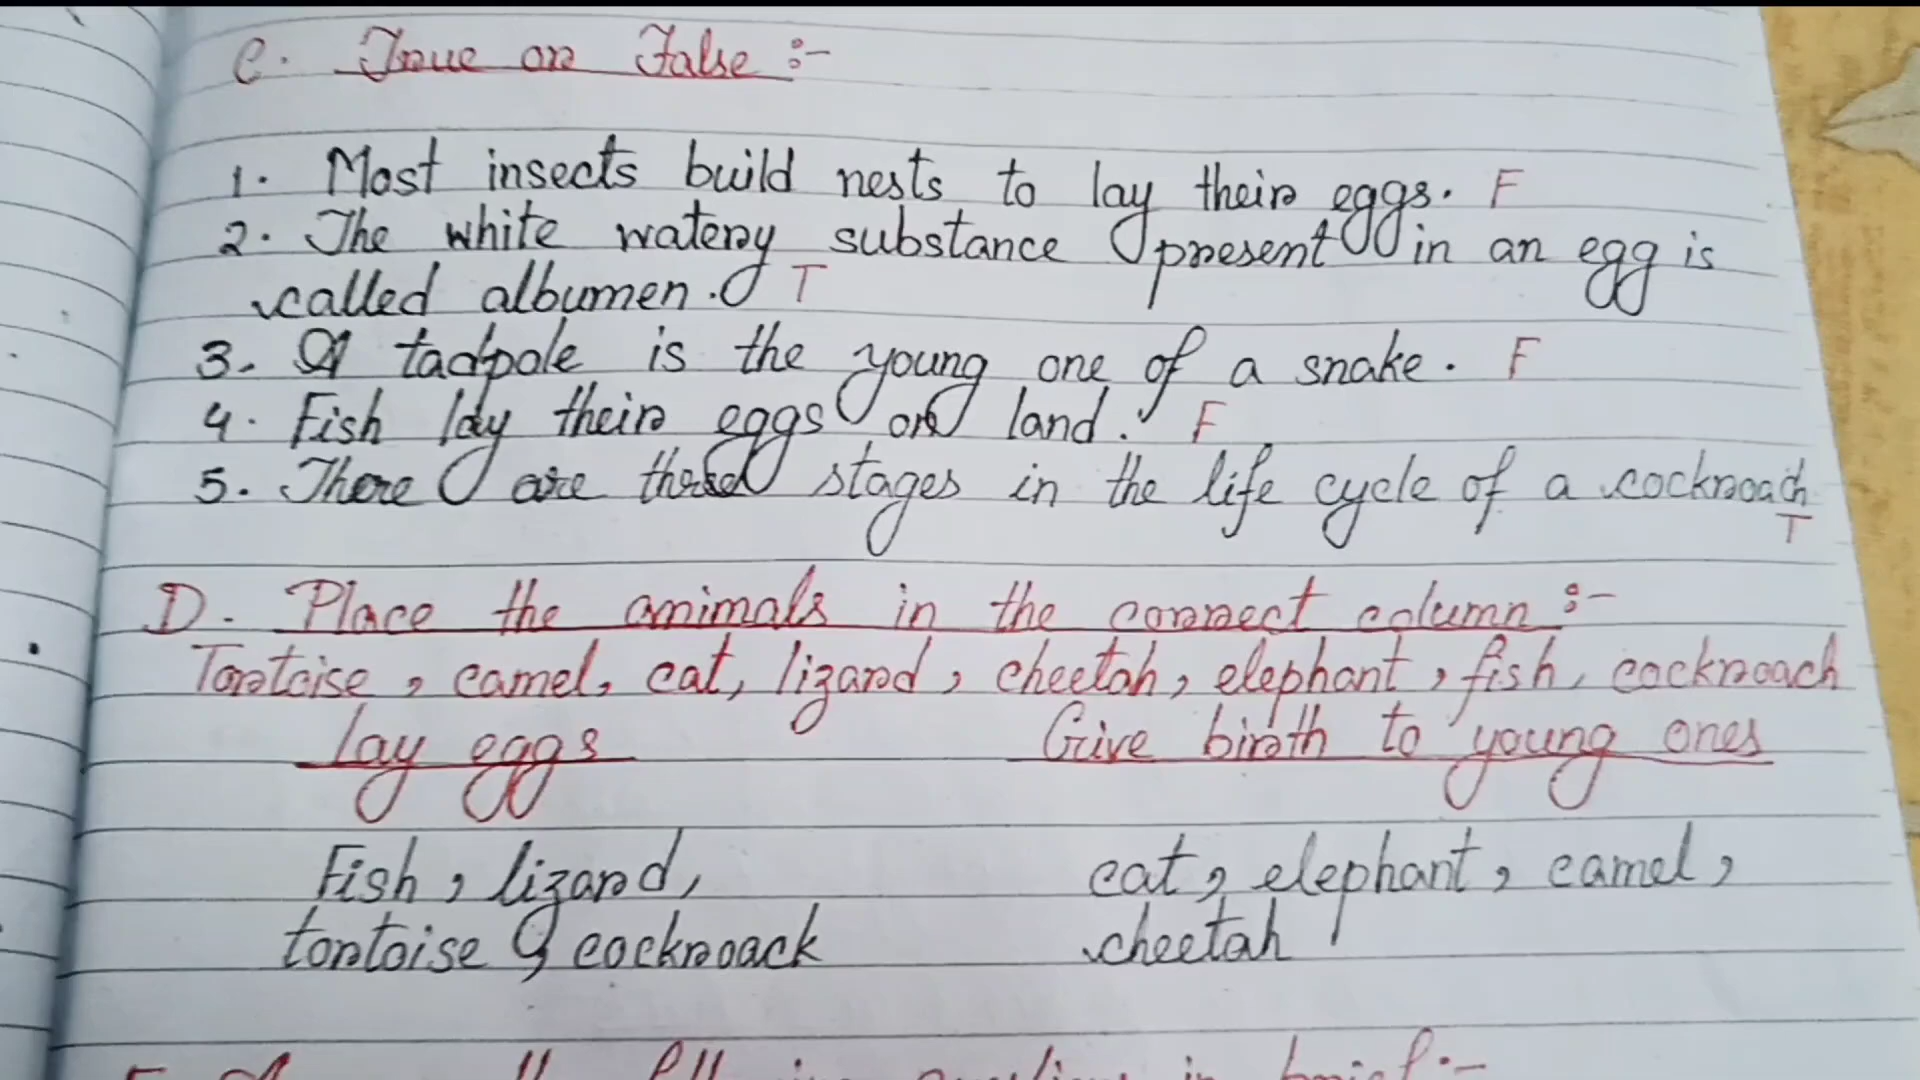 C. True or False :-
1. Most insects build nests to lay their eggs. F
2. The white watery substance present in an egg is
called albumen. T
3. A tadpole is the young one of a snake. F
4. Fish lay their eggs on land. F
5. There are three stages in the life cycle of a cockroach
T
D. Place the animals in the correct column :-
Tortoise, camel, cat, lizard, cheetah, elephant, fish, cockroach
lay eggs Give birth to young ones
Fish, lizard, cat, elephant, camel,
tortoise, cockroack cheetah
in brief :-